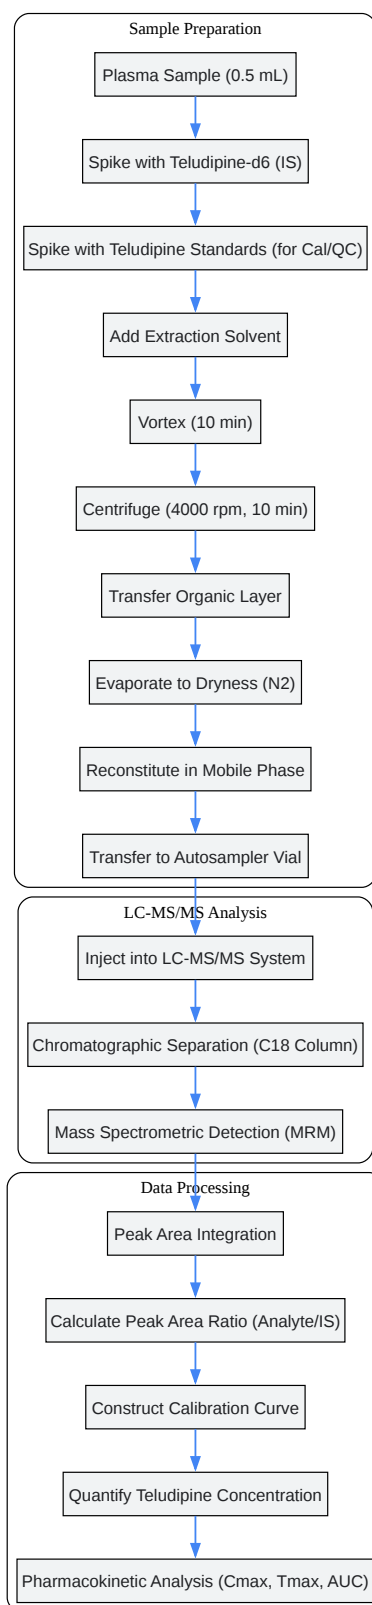 Sample Preparation
Plasma Sample (0.5 mL)
Spike with Teludipine-d6 (IS)
Spike with Teludipine Standards (for Cal/QC)
Add Extraction Solvent
Vortex (10 min)
Centrifuge (4000 rpm, 10 min)
Transfer Organic Layer
Evaporate to Dryness (N2)
Reconstitute in Mobile Phase
Transfer to Autosampler Vial
LC-MS/MS Analysis
Inject into LC-MS/MS System
Chromatographic Separation (C18 Column)
Mass Spectrometric Detection (MRM)
Data Processing
Peak Area Integration
Calculate Peak Area Ratio (Analyte/IS)
Construct Calibration Curve
Quantify Teludipine Concentration
Pharmacokinetic Analysis (Cmax, Tmax, AUC)